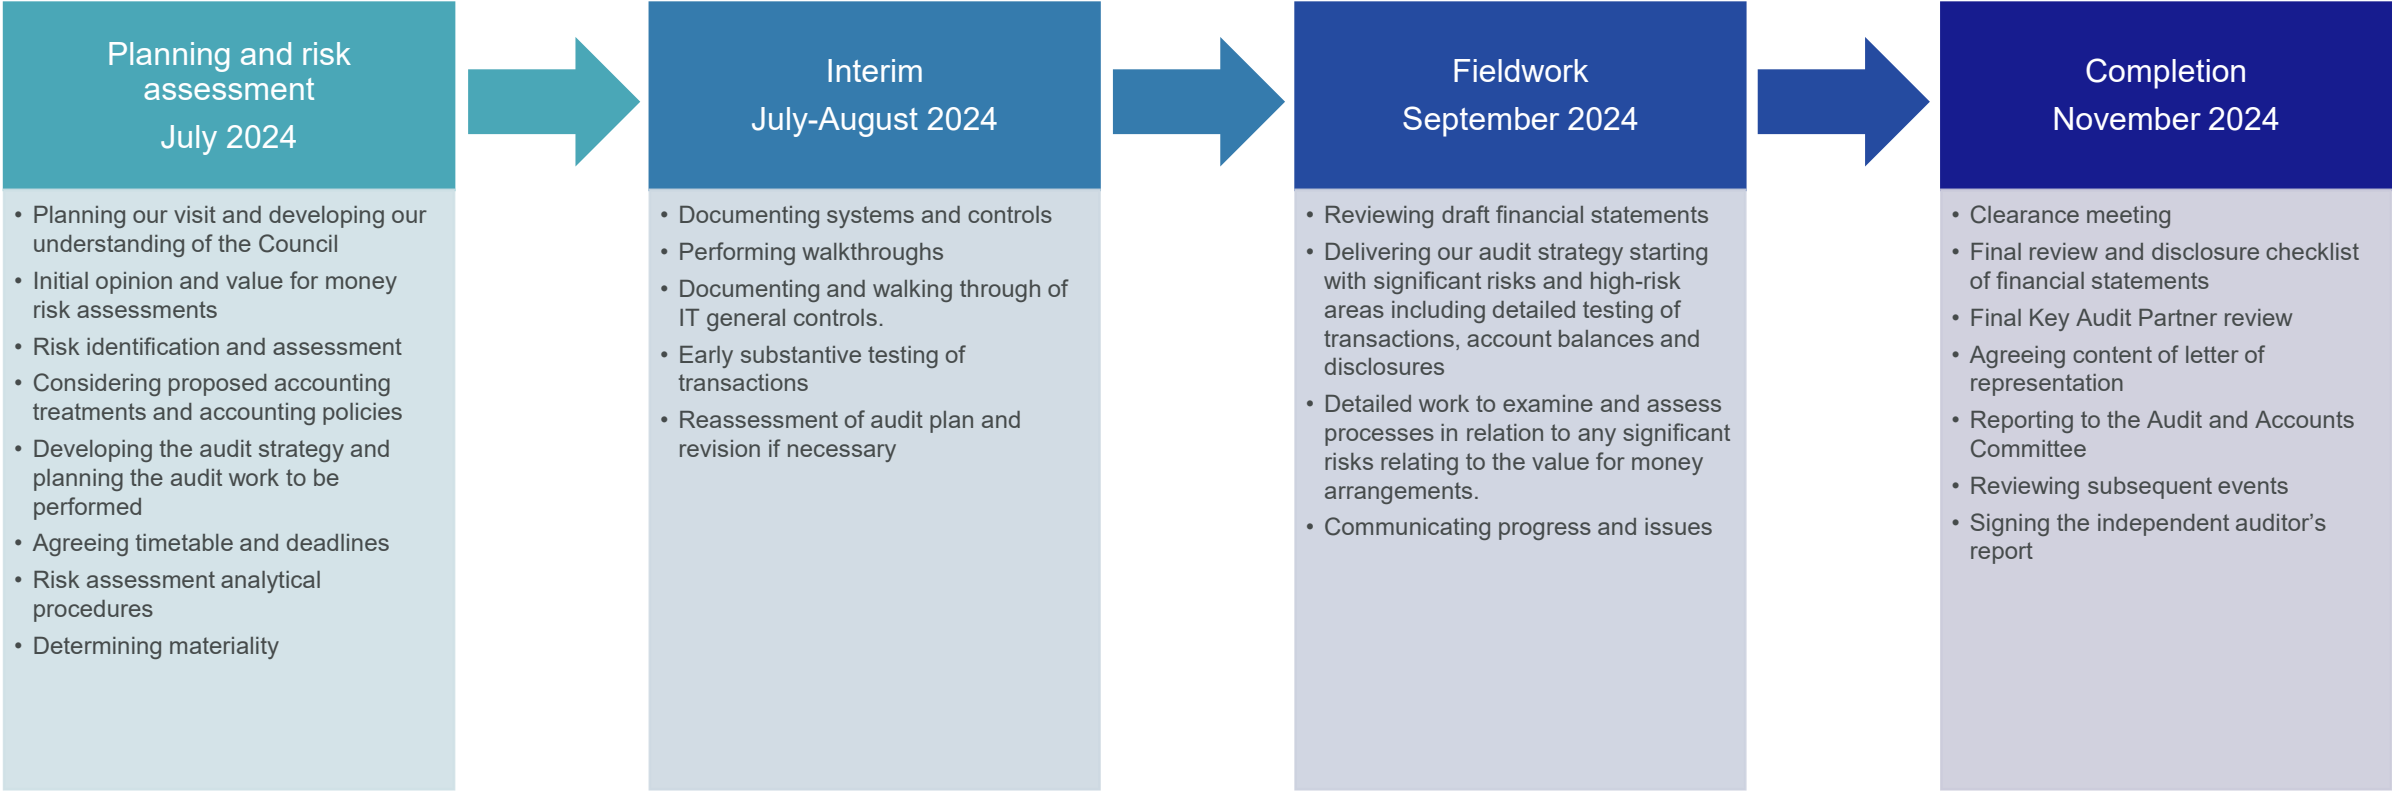 Planning and risk
assessment
July 2024
• Planning our visit and developing our
understanding of the Council
• Initial opinion and value for money
risk assessments
• Risk identification and assessment
• Considering proposed accounting
treatments and accounting policies
• Developing the audit strategy and
planning the audit work to be
performed
• Agreeing timetable and deadlines
• Risk assessment analytical
procedures
• Determining materiality
Interim
July-August 2024
• Documenting systems and controls
• Performing walkthroughs
• Documenting and walking through of
IT general controls.
• Early substantive testing of
transactions
• Reassessment of audit plan and
revision if necessary
Fieldwork
September 2024
• Reviewing draft financial statements
• Delivering our audit strategy starting
with significant risks and high-risk
areas including detailed testing of
transactions, account balances and
disclosures
• Detailed work to examine and assess
processes in relation to any significant
risks relating to the value for money
arrangements.
• Communicating progress and issues
Completion
November 2024
• Clearance meeting
• Final review and disclosure checklist
of financial statements
• Final Key Audit Partner review
• Agreeing content of letter of
representation
• Reporting to the Audit and Accounts
Committee
• Reviewing subsequent events
• Signing the independent auditor’s
report